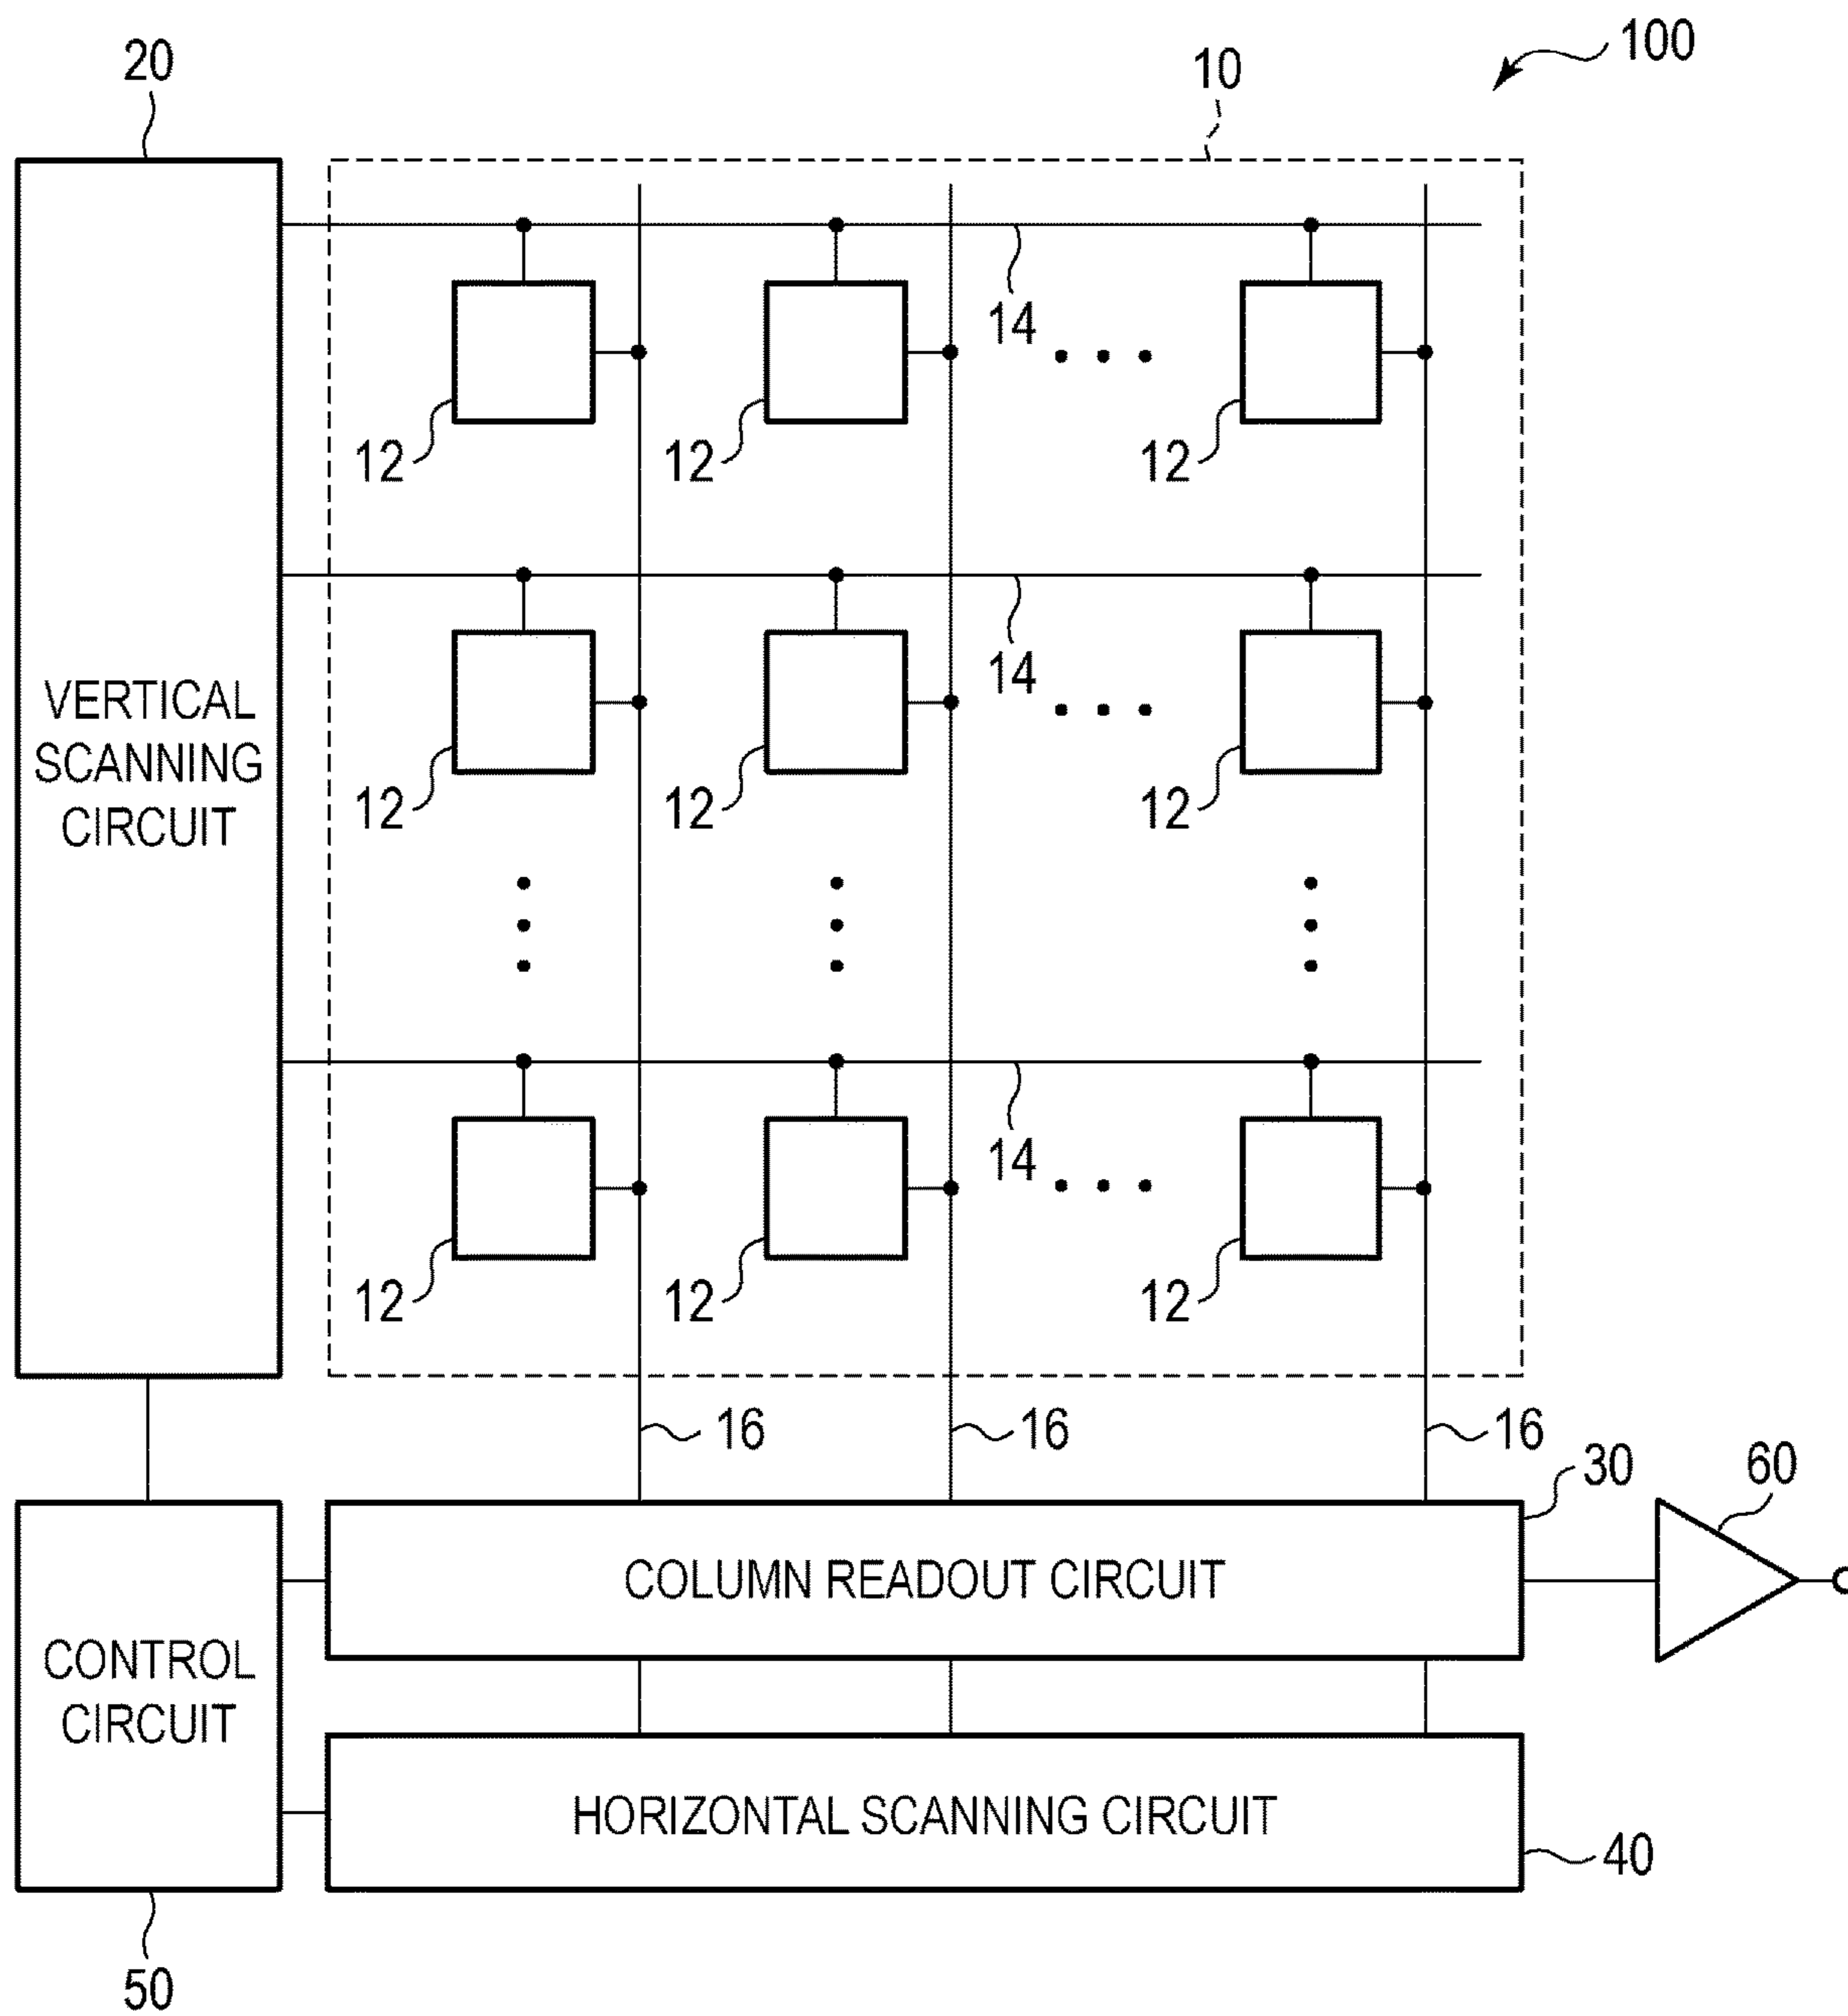 100
20
10
14
12 12 12
14
VERTICAL
SCANNING
CIRCUIT
12 12 12
14
12 12 12
16 16 16
30
60
COLUMN READOUT CIRCUIT
CONTROL
CIRCUIT
HORIZONTAL SCANNING CIRCUIT
40
50